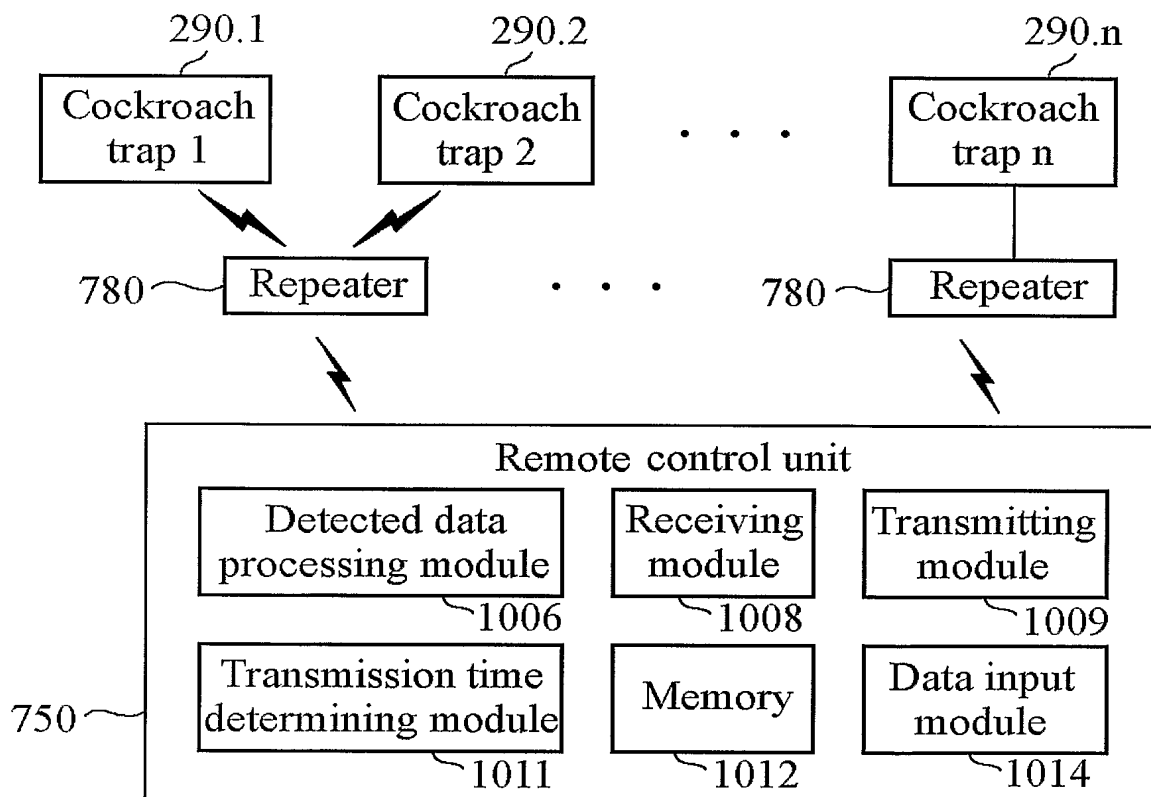 290.1
290.2
290.n
Cockroach
trap 1
Cockroach
trap 2
. . .
Cockroach
trap n
780
Repeater
. . .
780
Repeater
Remote control unit
Detected data
processing module
1006
Receiving
module
1008
Transmitting
module
1009
750
Transmission time
determining module
1011
Memory
1012
Data input
module
1014